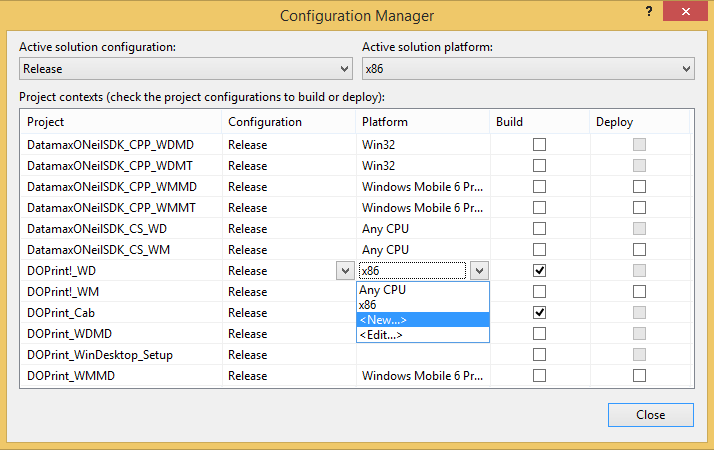 Configuration Manager
? ×
Active solution configuration: Active solution platform:
Release x86
Project contexts (check the project configurations to build or deploy):
Project Configuration Platform Build Deploy
DatamaxONeilSDK_CPP_WDMD Release Win32
DatamaxONeilSDK_CPP_WDMT Release Win32
DatamaxONeilSDK_CPP_WMMD Release Windows Mobile 6 Pr...
DatamaxONeilSDK_CPP_WMMT Release Windows Mobile 6 Pr...
DatamaxONeilSDK_CS_WD Release Any CPU
DatamaxONeilSDK_CS_WM Release Any CPU
DOPrint!_WD Release x86
DOPrint!_WM Release Any CPU
DOPrint_Cab Release x86
DOPrint_WDMD Release <New...>
<Edit...>
DOPrint_WinDesktop_Setup Release
DOPrint_WMMD Release Windows Mobile 6 Pr...
Close